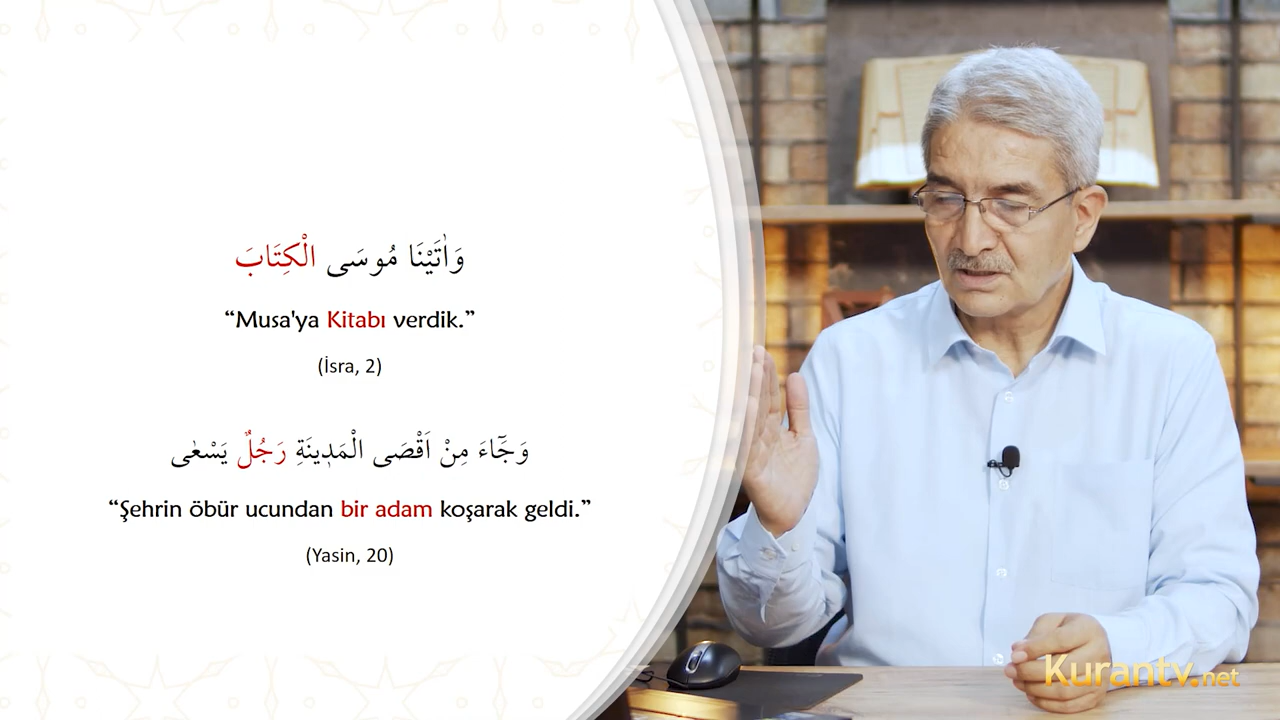 وَاٰتَيْنَا مُوسَى الْكِتَابَ
“Musa'ya Kitabı verdik.”
(İsra, 2)
وَجَٓاءَ مِنْ اَقْصَى الْمَد۪ينَةِ رَجُلٌ يَسْعٰى
“Şehrin öbür ucundan bir adam koşarak geldi.”
(Yasin, 20)
Kurantv.net